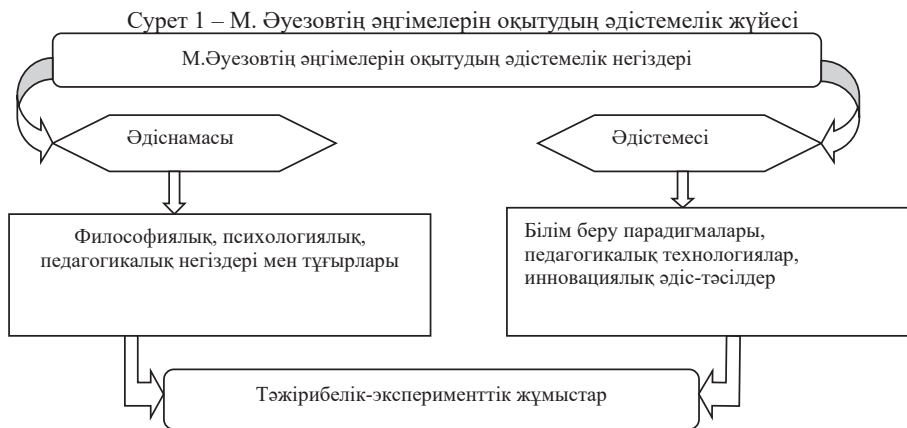 Сурет 1 – М. Әуезовтің әңгімелерін оқытудың әдістемелік жүйесі
М.Әуезовтің әңгімелерін оқытудың әдістемелік негіздері
Әдіснамасы
Әдістемесі
Философиялық, психологиялық,
педагогикалық негіздері мен тұғырлары
Білім беру парадигмалары,
педагогикалық технологиялар,
инновациялық әдіс-тәсілдер
Тәжірибелік-эксперименттік жұмыстар